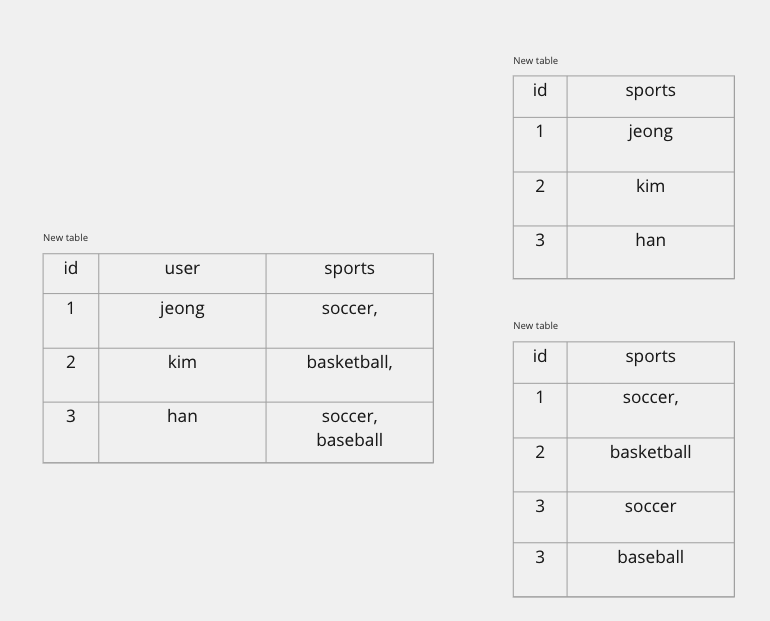 New table
id user sports
1 jeong soccer,
2 kim basketball,
3 han soccer,
baseball
New table
id sports
1 jeong
2 kim
3 han
New table
id sports
1 soccer,
2 basketball
3 soccer
3 baseball